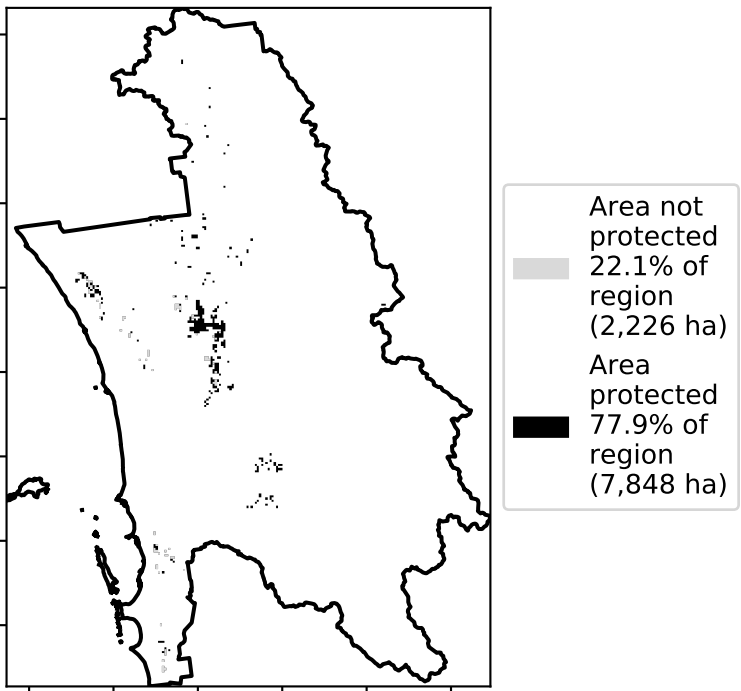 Area not
protected
22.1% of
region
(2,226 ha)
Area
protected
77.9% of
region
(7,848 ha)